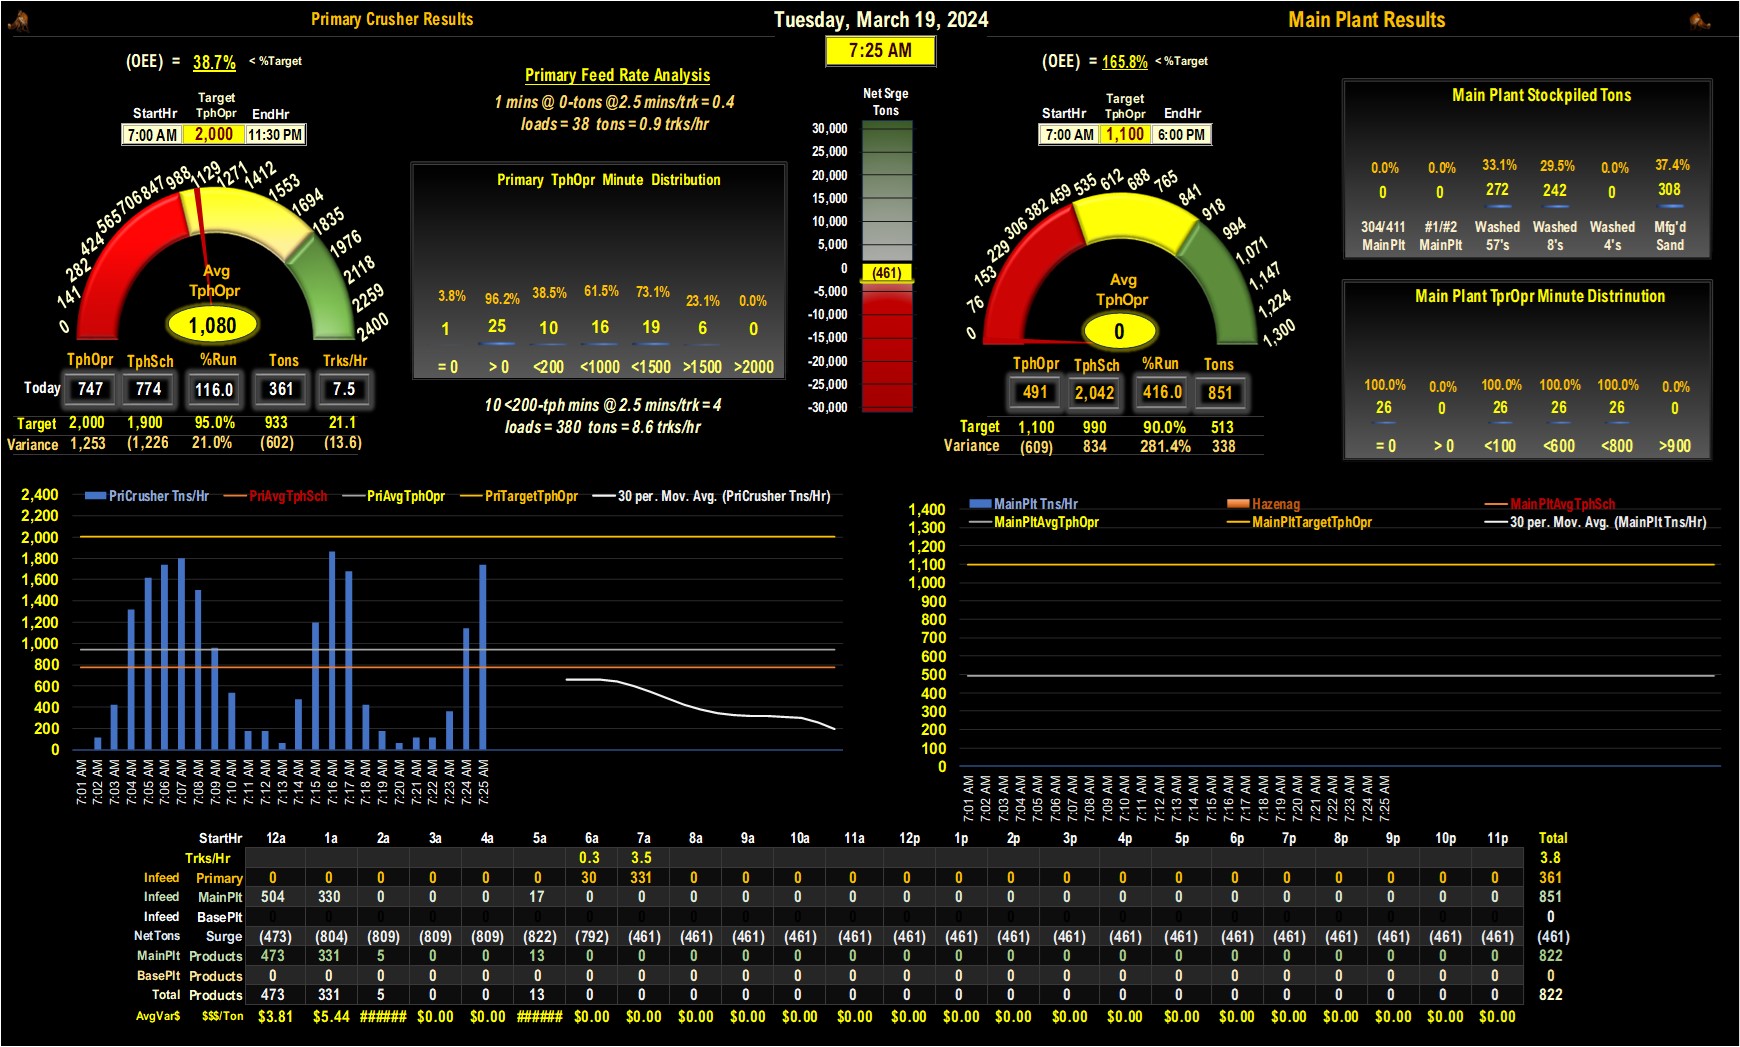 Primary Crusher Results
Tuesday, March 19, 2024
Main Plant Results
7:25 AM
(OEE) = 38.7% < %Target
StartHr Target TphOpr EndHr
7:00 AM 2,000 11:30 PM
0 141 282 424 565 706 847 988 1129 1271 1412 1553 1694 1835 1976 2118 2259 2400
Avg
TphOpr
1,080
TphOpr TphSch %Run Tons Trks/Hr
Today 747 774 116.0 361 7.5
Target 2,000 1,900 95.0% 933 21.1
Variance 1,253 (1,226 21.0% (602) (13.6)
Primary Feed Rate Analysis
1 mins @ 0-tons @2.5 mins/trk = 0.4
loads = 38 tons = 0.9 trks/hr
Primary TphOpr Minute Distribution
3.8% 96.2% 38.5% 61.5% 73.1% 23.1% 0.0%
1 25 10 16 19 6 0
= 0 > 0 <200 <1000 <1500 >1500 >2000
10 <200-tph mins @ 2.5 mins/trk = 4
loads = 380 tons = 8.6 trks/hr
Net Srge
Tons
30,000
25,000
20,000
15,000
10,000
5,000
0
(461)
-5,000
-10,000
-15,000
-20,000
-25,000
-30,000
(OEE) = 165.8% < %Target
StartHr Target TphOpr EndHr
7:00 AM 1,100 6:00 PM
0 76 153 229 306 382 459 535 612 688 765 841 918 994 1,071 1,147 1,224 1,300
Avg
TphOpr
0
TphOpr TphSch %Run Tons
491 2,042 416.0 851
Target 1,100 990 90.0% 513
Variance (609) 834 281.4% 338
Main Plant Stockpiled Tons
0.0% 0.0% 33.1% 29.5% 0.0% 37.4%
0 0 272 242 0 308
304/411 #1/#2 Washed Washed Washed Mfg'd
MainPlt MainPlt 57's 8's 4's Sand
Main Plant TprOpr Minute Distrinution
100.0% 0.0% 100.0% 100.0% 100.0% 0.0%
26 0 26 26 26 0
= 0 > 0 <100 <600 <800 >900
PriCrusher Tns/Hr PriAvgTphSch PriAvgTphOpr PriTargetTphOpr 30 per. Mov. Avg. (PriCrusher Tns/Hr)
2,400
2,200
2,000
1,800
1,600
1,400
1,200
1,000
800
600
400
200
0
7:01 AM 7:02 AM 7:03 AM 7:04 AM 7:05 AM 7:06 AM 7:07 AM 7:08 AM 7:09 AM 7:10 AM 7:11 AM 7:12 AM 7:13 AM 7:14 AM 7:15 AM 7:16 AM 7:17 AM 7:18 AM 7:19 AM 7:20 AM 7:21 AM 7:22 AM 7:23 AM 7:24 AM 7:25 AM
MainPlt Tns/Hr Hazenag MainPltAvgTphSch
MainPltAvgTphOpr MainPltTargetTphOpr 30 per. Mov. Avg. (MainPlt Tns/Hr)
1,400
1,300
1,200
1,100
1,000
900
800
700
600
500
400
300
200
100
0
7:01 AM 7:02 AM 7:03 AM 7:04 AM 7:05 AM 7:06 AM 7:07 AM 7:08 AM 7:09 AM 7:10 AM 7:11 AM 7:12 AM 7:13 AM 7:14 AM 7:15 AM 7:16 AM 7:17 AM 7:18 AM 7:19 AM 7:20 AM 7:21 AM 7:22 AM 7:23 AM 7:24 AM 7:25 AM
StartHr 12a 1a 2a 3a 4a 5a 6a 7a 8a 9a 10a 11a 12p 1p 2p 3p 4p 5p 6p 7p 8p 9p 10p 11p Total
Trks/Hr 0.3 3.5 3.8
Infeed Primary 0 0 0 0 0 0 30 331 0 0 0 0 0 0 0 0 0 0 0 0 0 0 0 0 361
Infeed MainPlt 504 330 0 0 0 17 0 0 0 0 0 0 0 0 0 0 0 0 0 0 0 0 0 0 851
Infeed BasePlt 0 0 0 0 0 0 0 0 0 0 0 0 0 0 0 0 0 0 0 0 0 0 0 0 0
NetTons Surge (473) (804) (809) (809) (809) (822) (792) (461) (461) (461) (461) (461) (461) (461) (461) (461) (461) (461) (461) (461) (461) (461) (461) (461) (461)
MainPlt Products 473 331 5 0 0 13 0 0 0 0 0 0 0 0 0 0 0 0 0 0 0 0 0 0 822
BasePlt Products 0 0 0 0 0 0 0 0 0 0 0 0 0 0 0 0 0 0 0 0 0 0 0 0 0
Total Products 473 331 5 0 0 13 0 0 0 0 0 0 0 0 0 0 0 0 0 0 0 0 0 0 822
AvgVar$ $$$/Ton $3.81 $5.44 ###### $0.00 $0.00 ###### $0.00 $0.00 $0.00 $0.00 $0.00 $0.00 $0.00 $0.00 $0.00 $0.00 $0.00 $0.00 $0.00 $0.00 $0.00 $0.00 $0.00 $0.00